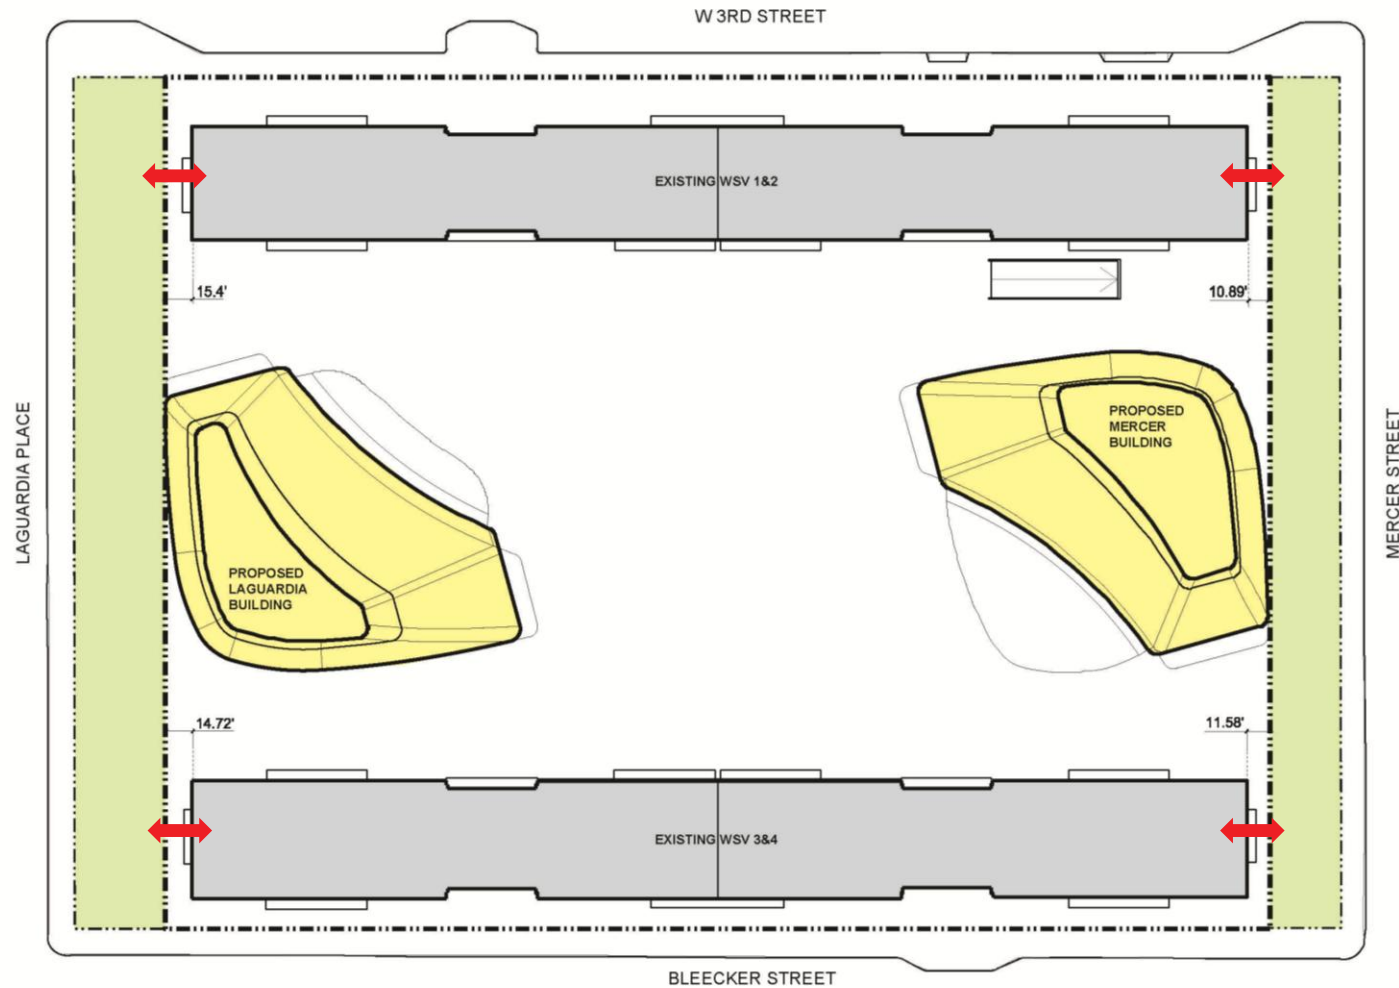 W 3RD STREET
EXISTING WSV 1&2
15.4'
10.89'
LAGUARDIA PLACE
PROPOSED
LAGUARDIA
BUILDING
PROPOSED
MERCER
BUILDING
MERCER STREET
14.72'
11.58'
EXISTING WSV 3&4
BLEECKER STREET